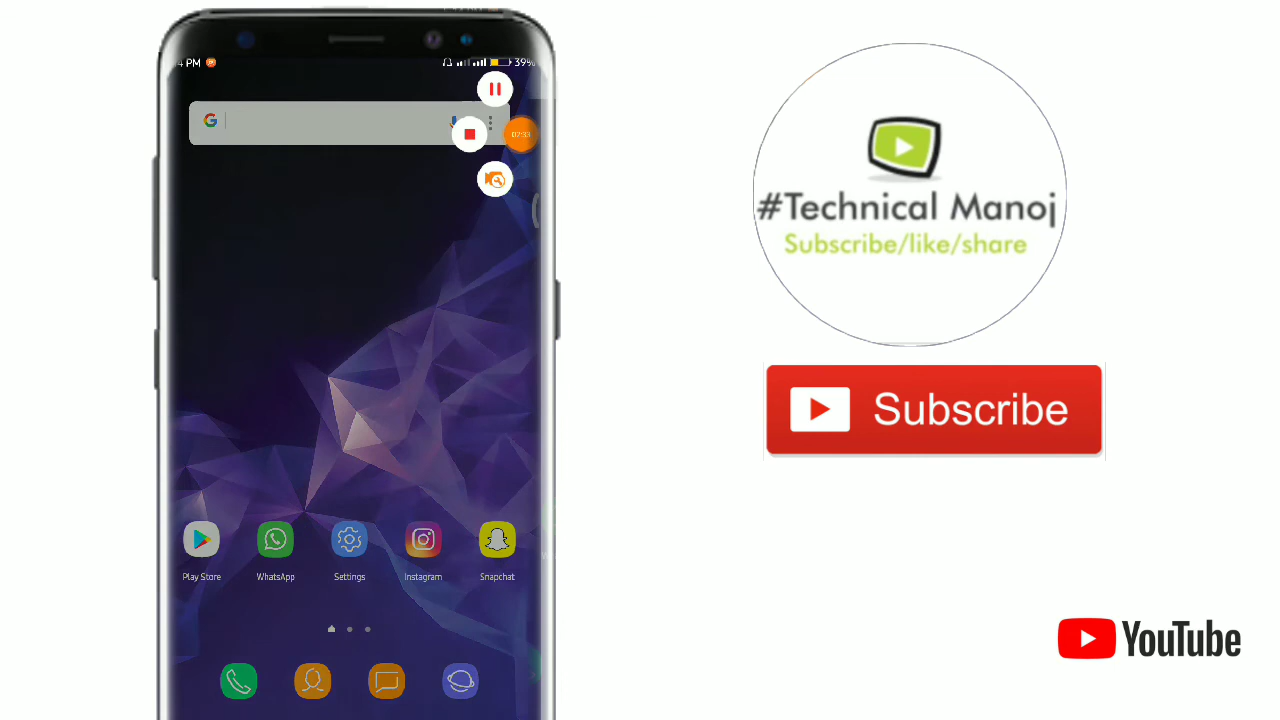 4 PM
39%
#Technical Manoj
Subscribe/like/share
Subscribe
Play Store
WhatsApp
Settings
Instagram
Snapchat
YouTube